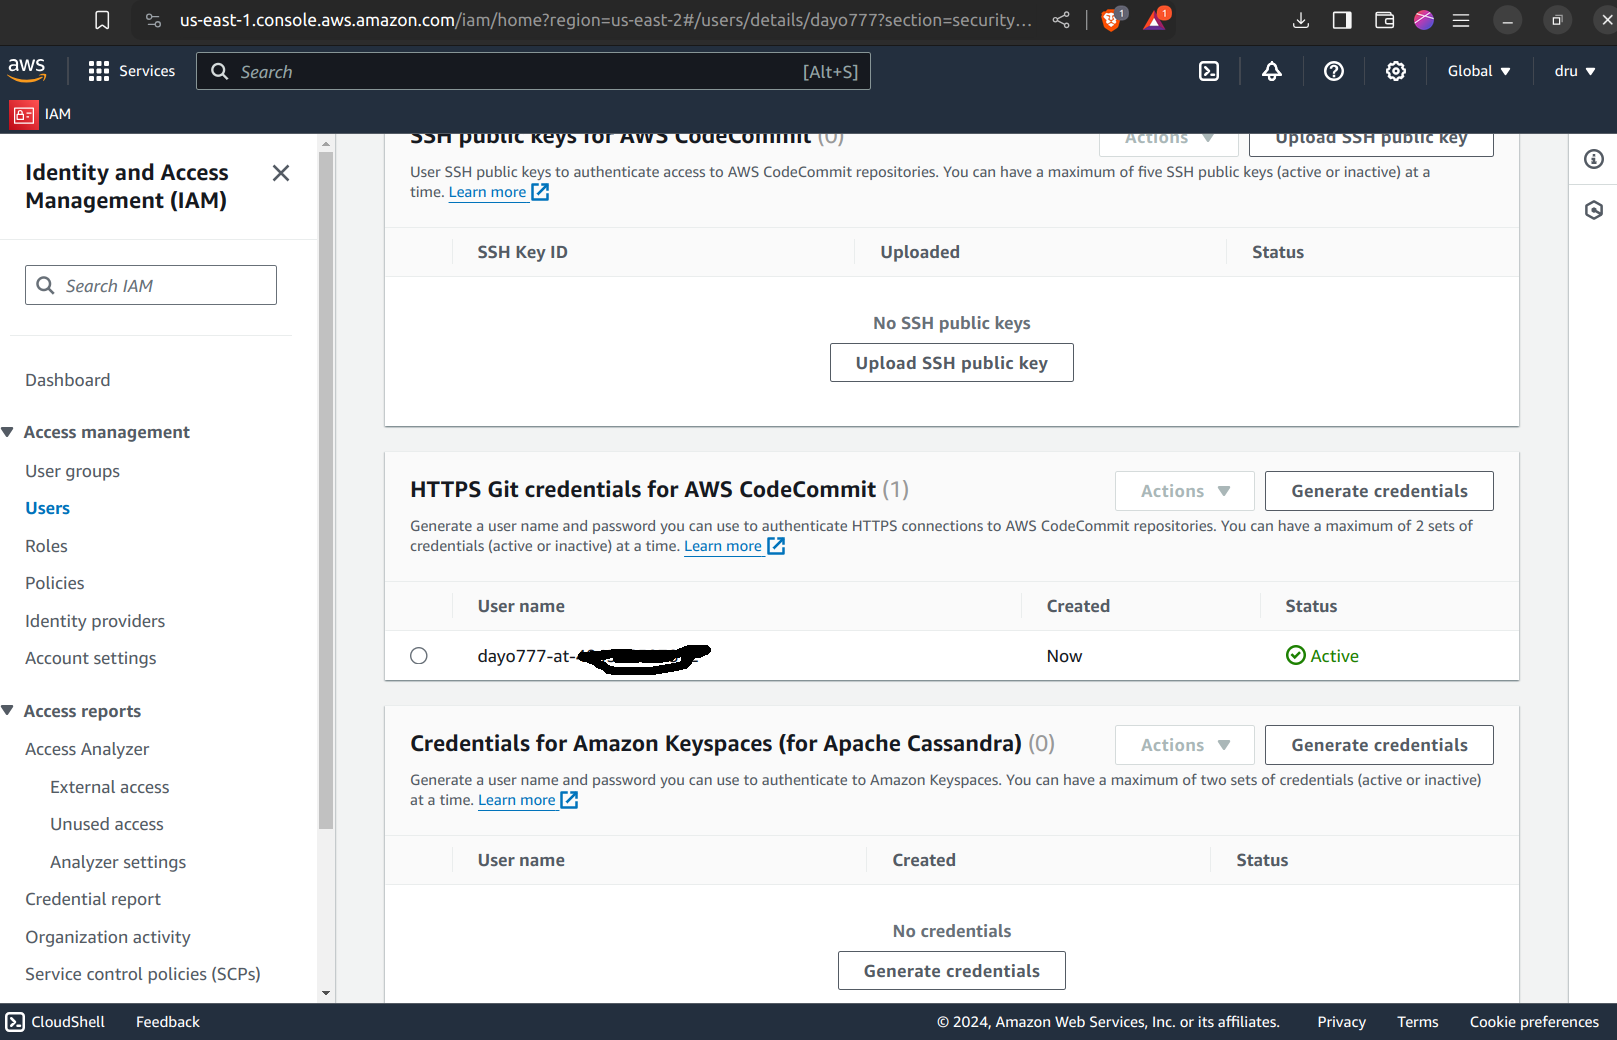 us-east-1.console.aws.amazon.com/iam/home?region=us-east-2#/users/details/dayo777?section=security...
1
1
aws
Services
Search
[Alt+S]
Global
dru
IAM
Identity and Access
Management (IAM)
Search IAM
Dashboard
Access management
User groups
Users
Roles
Policies
Identity providers
Account settings
Access reports
Access Analyzer
External access
Unused access
Analyzer settings
Credential report
Organization activity
Service control policies (SCPs)
SSH public keys for AWS CodeCommit (0)
Actions
Upload SSH public key
User SSH public keys to authenticate access to AWS CodeCommit repositories. You can have a maximum of five SSH public keys (active or inactive) at a
time. Learn more
SSH Key ID
Uploaded
Status
No SSH public keys
Upload SSH public key
HTTPS Git credentials for AWS CodeCommit (1)
Actions
Generate credentials
Generate a user name and password you can use to authenticate HTTPS connections to AWS CodeCommit repositories. You can have a maximum of 2 sets of
credentials (active or inactive) at a time. Learn more
User name
Created
Status
dayo777-at-
Now
Active
Credentials for Amazon Keyspaces (for Apache Cassandra) (0)
Actions
Generate credentials
Generate a user name and password you can use to authenticate to Amazon Keyspaces. You can have a maximum of two sets of credentials (active or inactive)
at a time. Learn more
User name
Created
Status
No credentials
Generate credentials
CloudShell
Feedback
© 2024, Amazon Web Services, Inc. or its affiliates.
Privacy
Terms
Cookie preferences